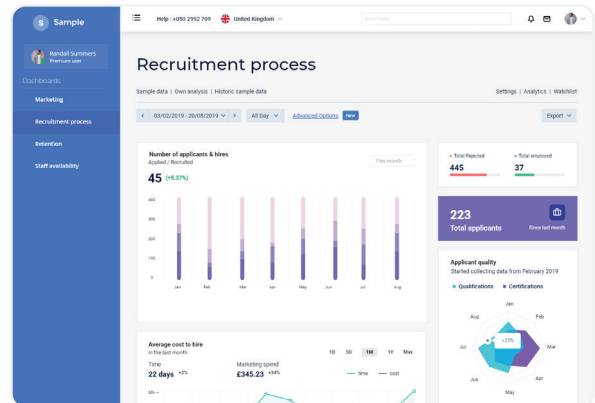 S Sample
Randall Summers
Premium user
Dashboards
Marketing
Recruitment process
Retention
Staff availability
Help : +050 2992 709 United Kingdom
Recruitment process
Sample data | Own analysis | Historic sample data
Settings | Analytics | Watchlist
03/02/2019 - 20/08/2019 All Day Advanced Options New Export
Number of applicants & hires
Applied / Recruited
This month
45 (+5.37%)
400
300
200
100
0
Jan Feb Mar Apr May Jun Jul Aug
Total Rejected Total employed
445 37
223
Total applicants Since last month
Applicant quality
Started collecting data from February 2019
Qualifications Certifications
Jan
Aug Feb
Jul +23% Mar
Jun Apr
May
Average cost to hire
in the last month
1D 5D 1M 1Y Max
Time Marketing spend
22 days +2% £345.23 +34%
time cost